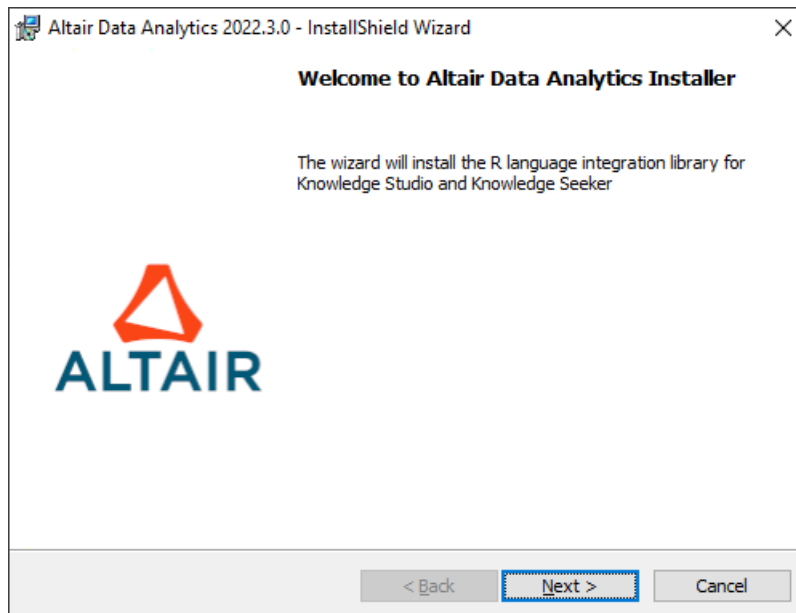 Altair Data Analytics 2022.3.0 - InstallShield Wizard
Welcome to Altair Data Analytics Installer
The wizard will install the R language integration library for
Knowledge Studio and Knowledge Seeker
ALTAIR
< Back
Next >
Cancel